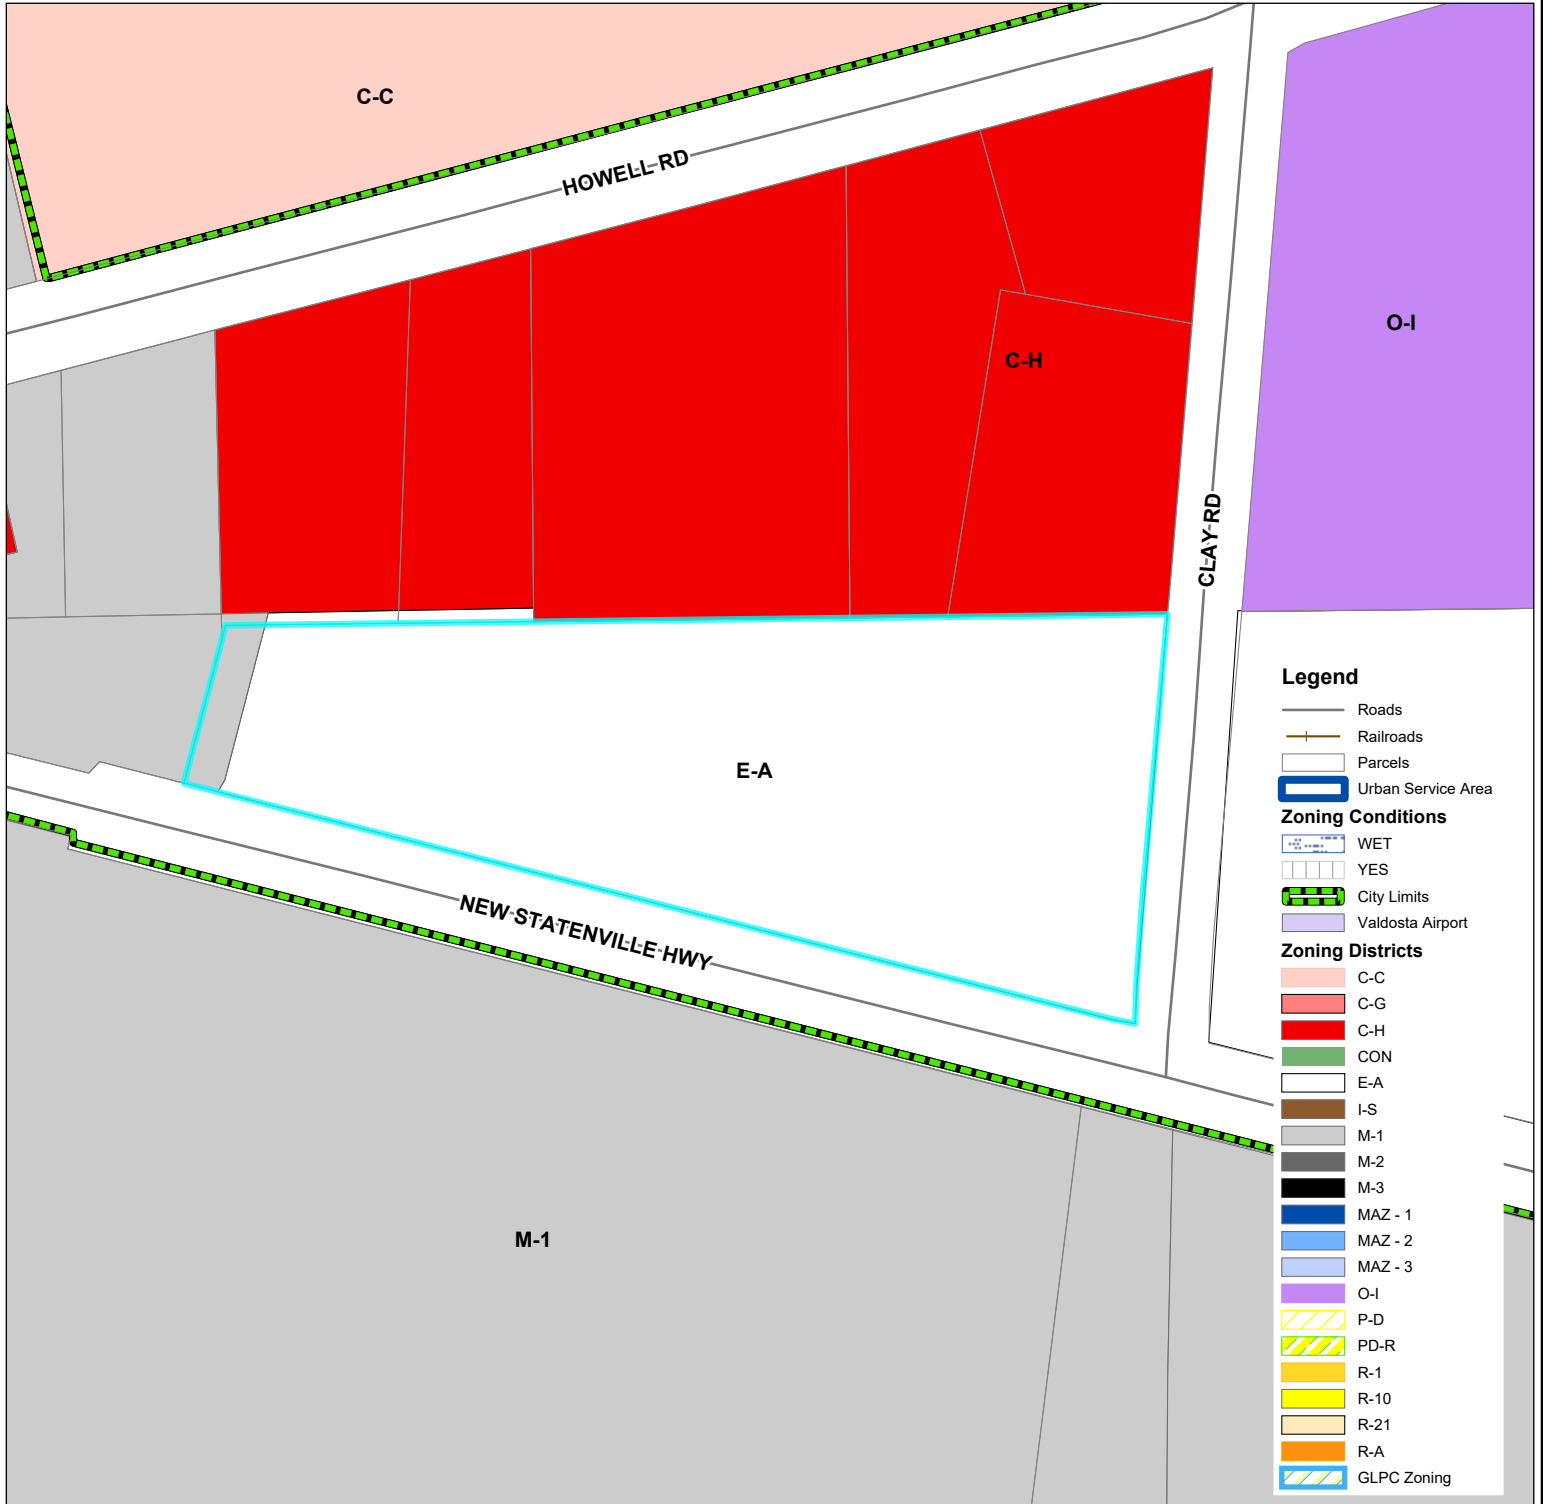 C-C
HOWELL RD
O-I
C-H
CLAY RD
E-A
NEW STATENVILLE HWY
M-1
Legend
Roads
Railroads
Parcels
Urban Service Area
Zoning Conditions
WET
YES
City Limits
Valdosta Airport
Zoning Districts
C-C
C-G
C-H
CON
E-A
I-S
M-1
M-2
M-3
MAZ - 1
MAZ - 2
MAZ - 3
O-I
P-D
PD-R
R-1
R-10
R-21
R-A
GLPC Zoning